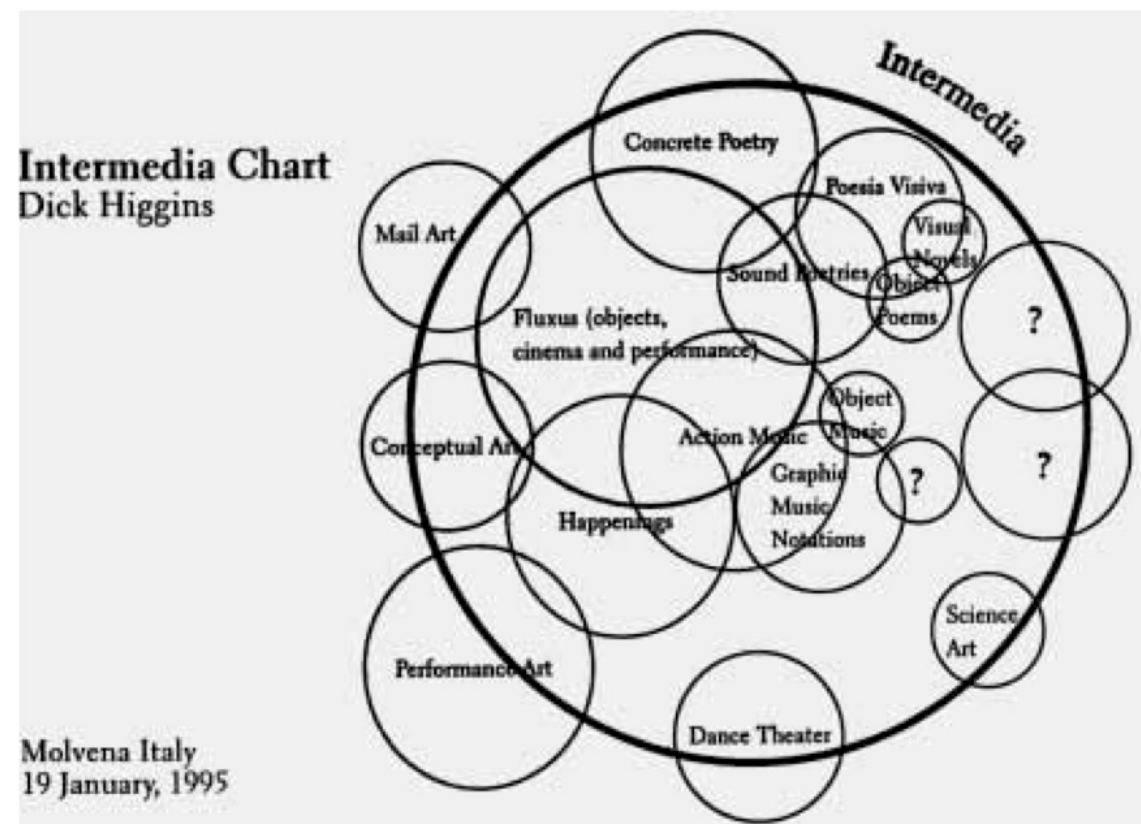 Intermedia
Intermedia Chart
Dick Higgins
Concrete Poetry
Poesia Visiva
Mail Art
Visual
Novels
Sound Poetries
Object
Poems
Fluxus (objects,
cinema and performance)
?
Object
Music
Conceptual Art
Action Music
?
Graphic
Music
Notations
?
Happenings
Science
Art
Performance Art
Dance Theater
Molvena Italy
19 January, 1995